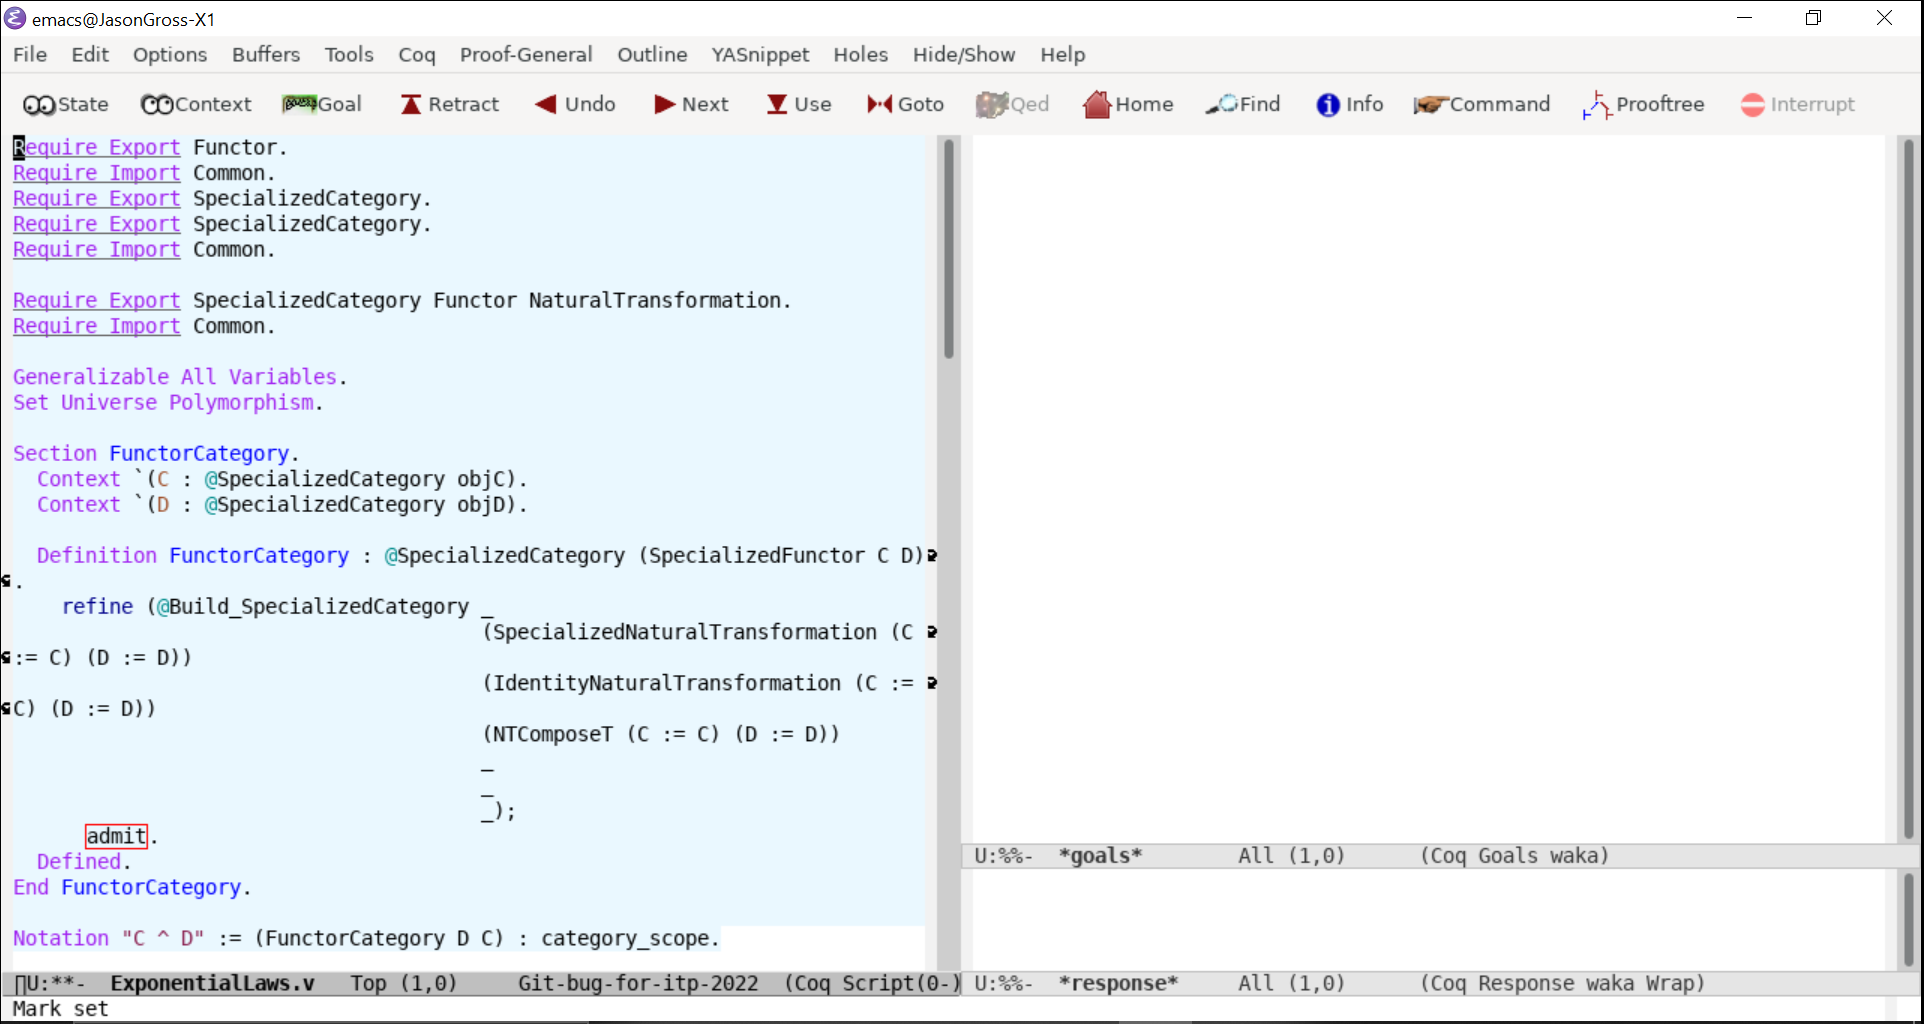 emacs@JasonGross-X1
File Edit Options Buffers Tools Coq Proof-General Outline YASnippet Holes Hide/Show Help
State Context Goal Retract Undo Next Use Goto Qed Home Find Info Command Prooftree Interrupt
Require Export Functor.
Require Import Common.
Require Export SpecializedCategory.
Require Export SpecializedCategory.
Require Import Common.
Require Export SpecializedCategory Functor NaturalTransformation.
Require Import Common.
Generalizable All Variables.
Set Universe Polymorphism.
Section FunctorCategory.
Context `(C : @SpecializedCategory objC).
Context `(D : @SpecializedCategory objD).
Definition FunctorCategory : @SpecializedCategory (SpecializedFunctor C D)
.
refine (@Build_SpecializedCategory _
(SpecializedNaturalTransformation (C
:= C) (D := D))
(IdentityNaturalTransformation (C :=
C) (D := D))
(NTComposeT (C := C) (D := D))
_
_
_);
admit.
Defined.
End FunctorCategory.
Notation "C ^ D" := (FunctorCategory D C) : category_scope.
U:**- ExponentialLaws.v Top (1,0) Git-bug-for-itp-2022 (Coq Script(0-)
U:%%- *goals* All (1,0) (Coq Goals waka)
U:%%- *response* All (1,0) (Coq Response waka Wrap)
Mark set